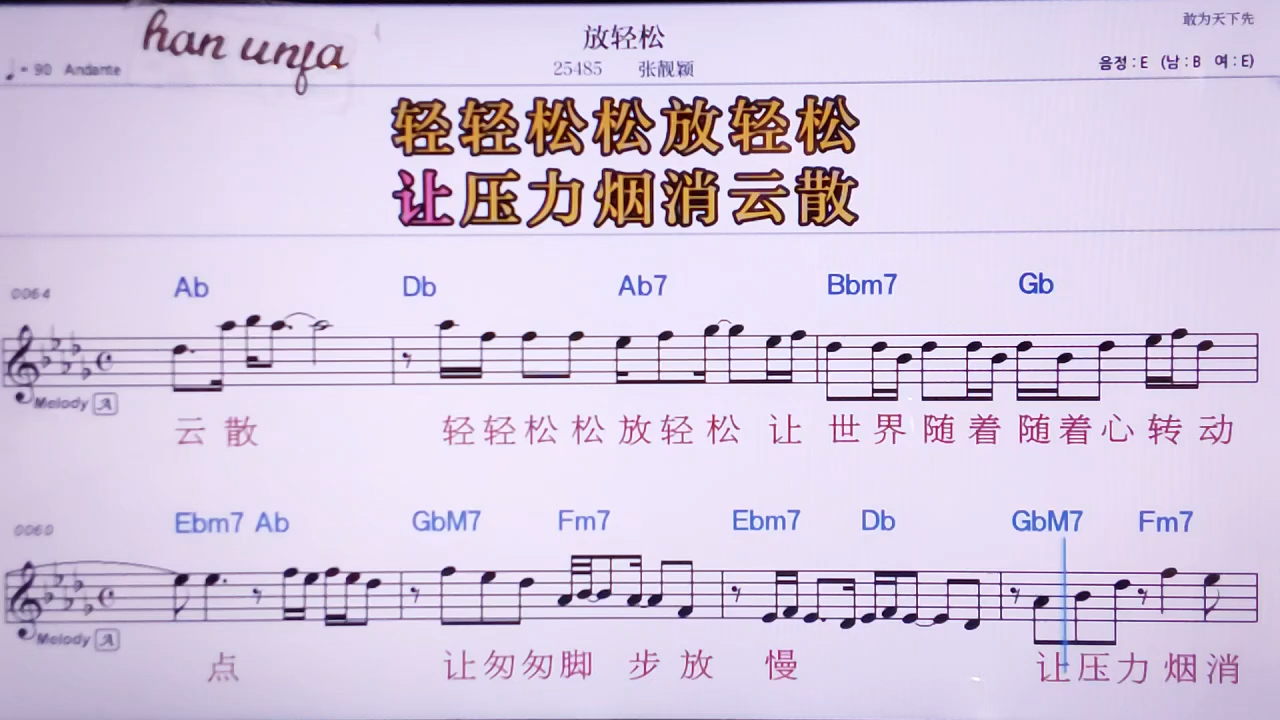 han unja
敢为天下先
放轻松
♩= 90 Andante
25485 张靓颖
음정 : E (남 : B 여 : E)
轻轻松松放轻松
让压力烟消云散
0064
Ab Db Ab7 Bbm7 Gb
Melody A
云散 轻轻松松放轻松 让世界随着随着心转动
0060
Ebm7 Ab GbM7 Fm7 Ebm7 Db GbM7 Fm7
Melody A
点 让匆匆脚步放慢 让压力烟消